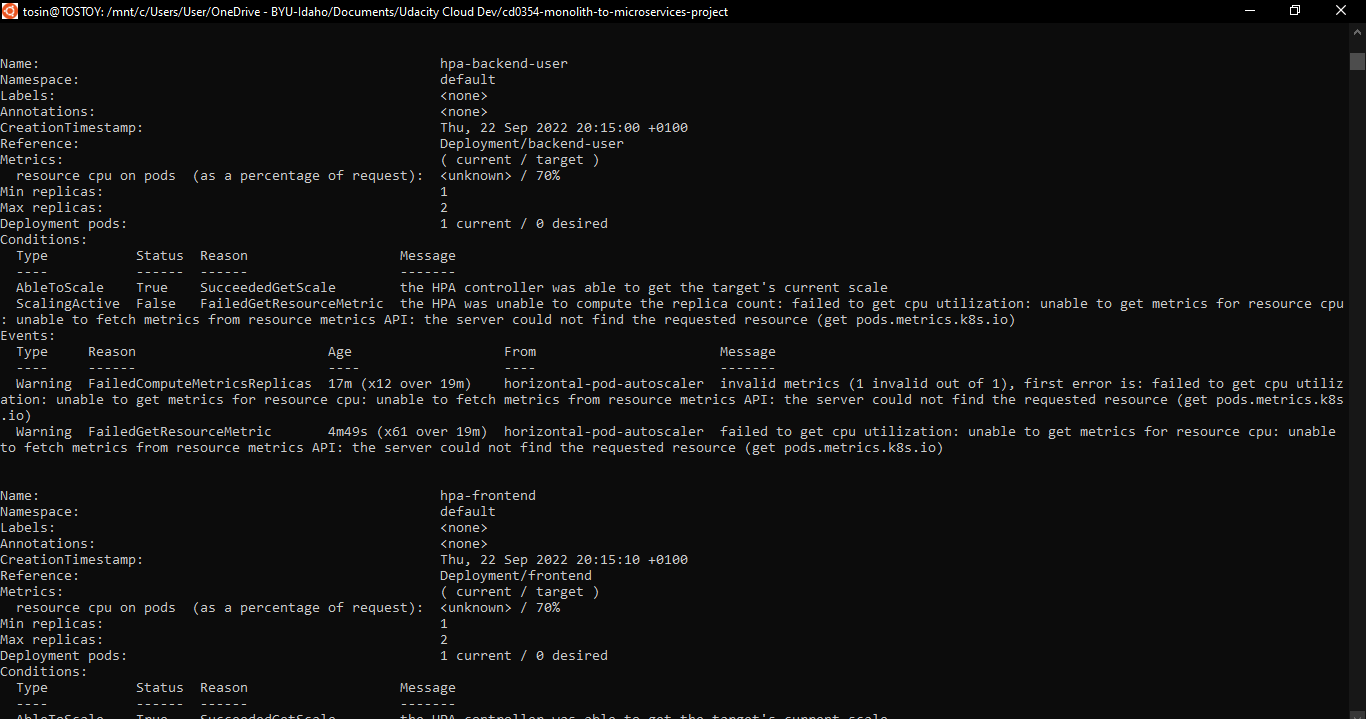 tosin@TOSTOY: /mnt/c/Users/User/OneDrive - BYU-Idaho/Documents/Udacity Cloud Dev/cd0354-monolith-to-microservices-project
Name: hpa-backend-user
Namespace: default
Labels: <none>
Annotations: <none>
CreationTimestamp: Thu, 22 Sep 2022 20:15:00 +0100
Reference: Deployment/backend-user
Metrics: ( current / target )
resource cpu on pods (as a percentage of request): <unknown> / 70%
Min replicas: 1
Max replicas: 2
Deployment pods: 1 current / 0 desired
Conditions:
Type Status Reason Message
---- ------ ------ -------
AbleToScale True SucceededGetScale the HPA controller was able to get the target's current scale
ScalingActive False FailedGetResourceMetric the HPA was unable to compute the replica count: failed to get cpu utilization: unable to get metrics for resource cpu
: unable to fetch metrics from resource metrics API: the server could not find the requested resource (get pods.metrics.k8s.io)
Events:
Type Reason Age From Message
---- ------ ---- ---- -------
Warning FailedComputeMetricsReplicas 17m (x12 over 19m) horizontal-pod-autoscaler invalid metrics (1 invalid out of 1), first error is: failed to get cpu utiliz
ation: unable to get metrics for resource cpu: unable to fetch metrics from resource metrics API: the server could not find the requested resource (get pods.metrics.k8s
.io)
Warning FailedGetResourceMetric 4m49s (x61 over 19m) horizontal-pod-autoscaler failed to get cpu utilization: unable to get metrics for resource cpu: unable
to fetch metrics from resource metrics API: the server could not find the requested resource (get pods.metrics.k8s.io)
Name: hpa-frontend
Namespace: default
Labels: <none>
Annotations: <none>
CreationTimestamp: Thu, 22 Sep 2022 20:15:10 +0100
Reference: Deployment/frontend
Metrics: ( current / target )
resource cpu on pods (as a percentage of request): <unknown> / 70%
Min replicas: 1
Max replicas: 2
Deployment pods: 1 current / 0 desired
Conditions:
Type Status Reason Message
---- ------ ------ -------
AbleToScale True SucceededGetScale the HPA controller was able to get the target's current scale